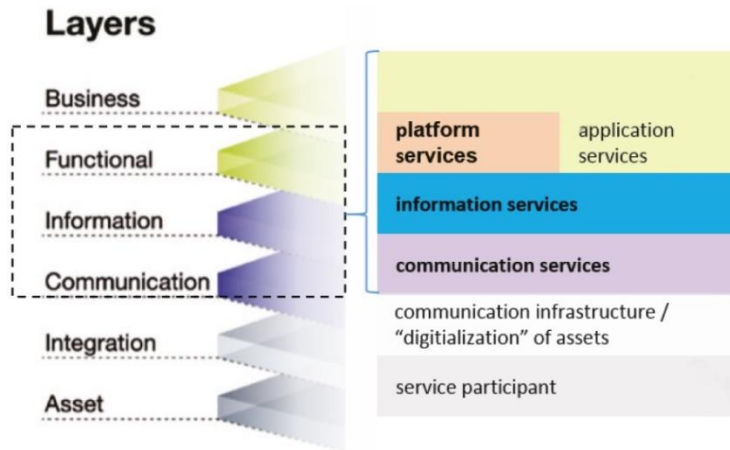 Layers
Business
Functional
Information
Communication
Integration
Asset
platform
services
application
services
information services
communication services
communication infrastructure /
“digitialization” of assets
service participant